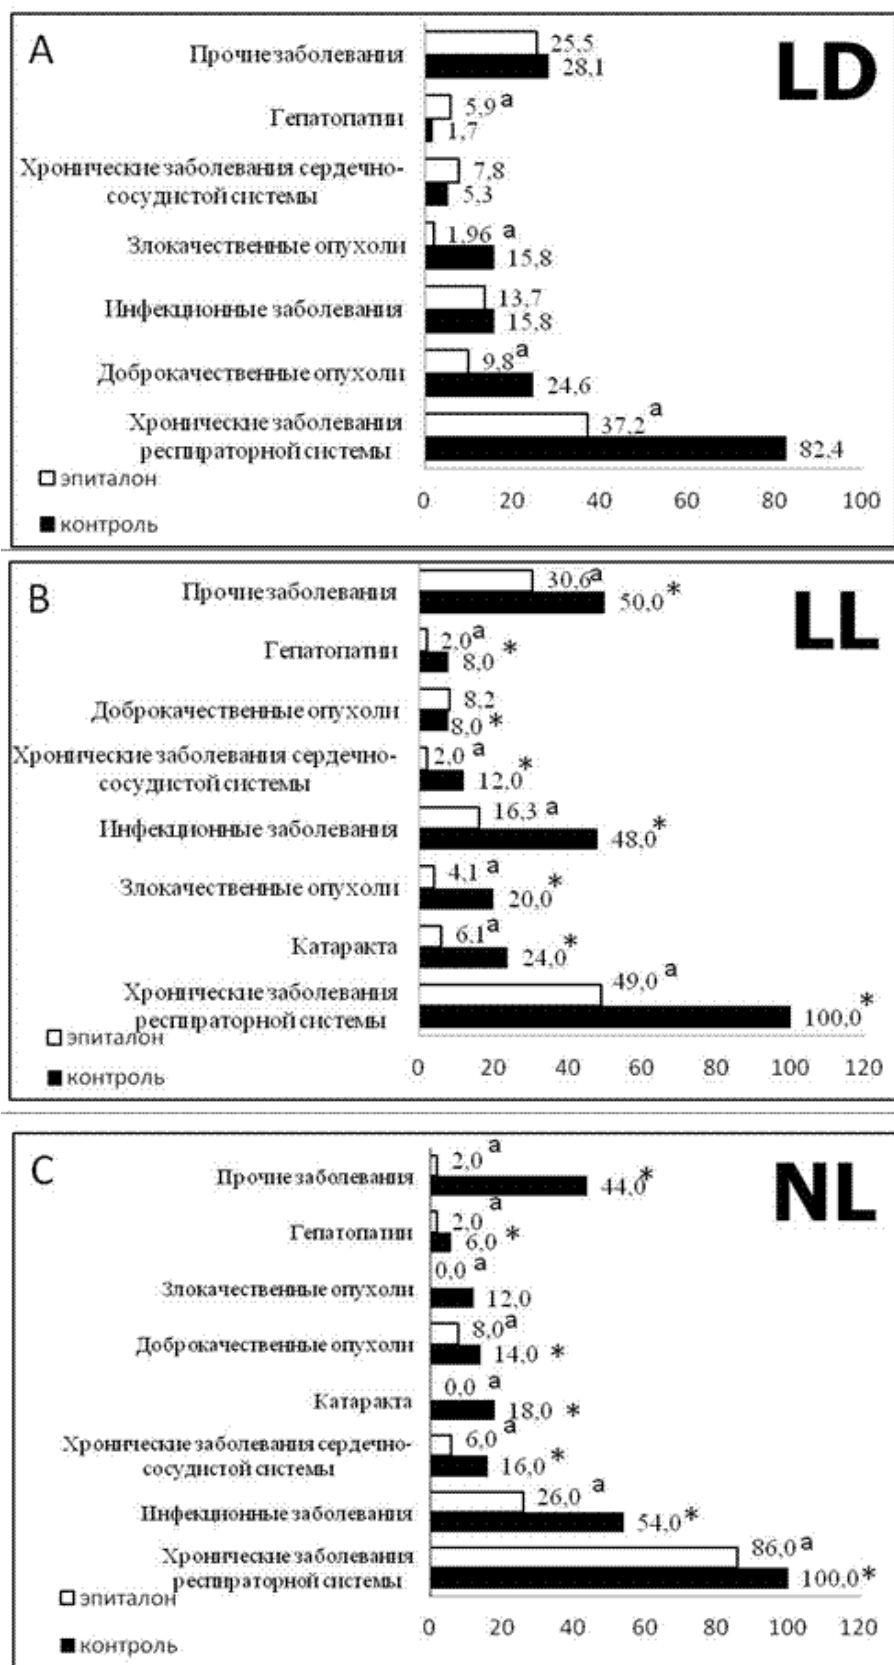 A
LD
Прочие заболевания
25,5
28,1
Гепатопатии
5,9 a
1,7
Хронические заболевания сердечно-
сосудистой системы
7,8
5,3
Злокачественные опухоли
1,96 a
15,8
Инфекционные заболевания
13,7
15,8
Доброкачественные опухоли
9,8 a
24,6
Хронические заболевания
респираторной системы
37,2 a
82,4
эпиталон
контроль
0 20 40 60 80 100
B
LL
Прочие заболевания
30,6 a
50,0 *
Гепатопатии
2,0 a
8,0 *
Доброкачественные опухоли
8,2
8,0 *
Хронические заболевания сердечно-
сосудистой системы
2,0 a
12,0 *
Инфекционные заболевания
16,3 a
48,0 *
Злокачественные опухоли
4,1 a
20,0 *
Катаракта
6,1 a
24,0 *
Хронические заболевания
респираторной системы
49,0 a
100,0 *
эпиталон
контроль
0 20 40 60 80 100 120
C
NL
Прочие заболевания
2,0 a
44,0 *
Гепатопатии
2,0 a
6,0 *
Злокачественные опухоли
0,0 a
12,0
Доброкачественные опухоли
8,0 a
14,0 *
Катаракта
0,0 a
18,0 *
Хронические заболевания сердечно-
сосудистой системы
6,0 a
16,0 *
Инфекционные заболевания
26,0 a
54,0 *
Хронические заболевания
респираторной системы
86,0 a
100,0 *
эпиталон
контроль
0 20 40 60 80 100 120